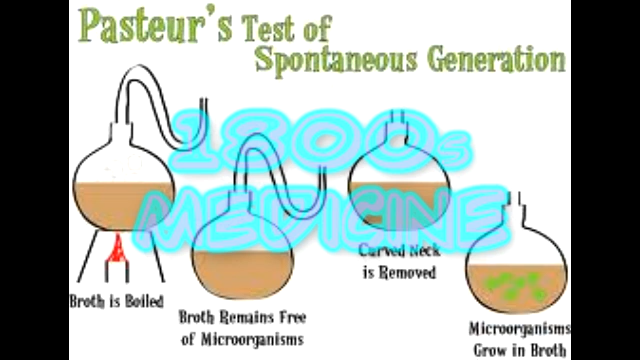 Pasteur's Test of
Spontaneous Generation
1800s
MEDICINE
Broth is Boiled
Broth Remains Free
of Microorganisms
Curved Neck
is Removed
Microorganisms
Grow in Broth